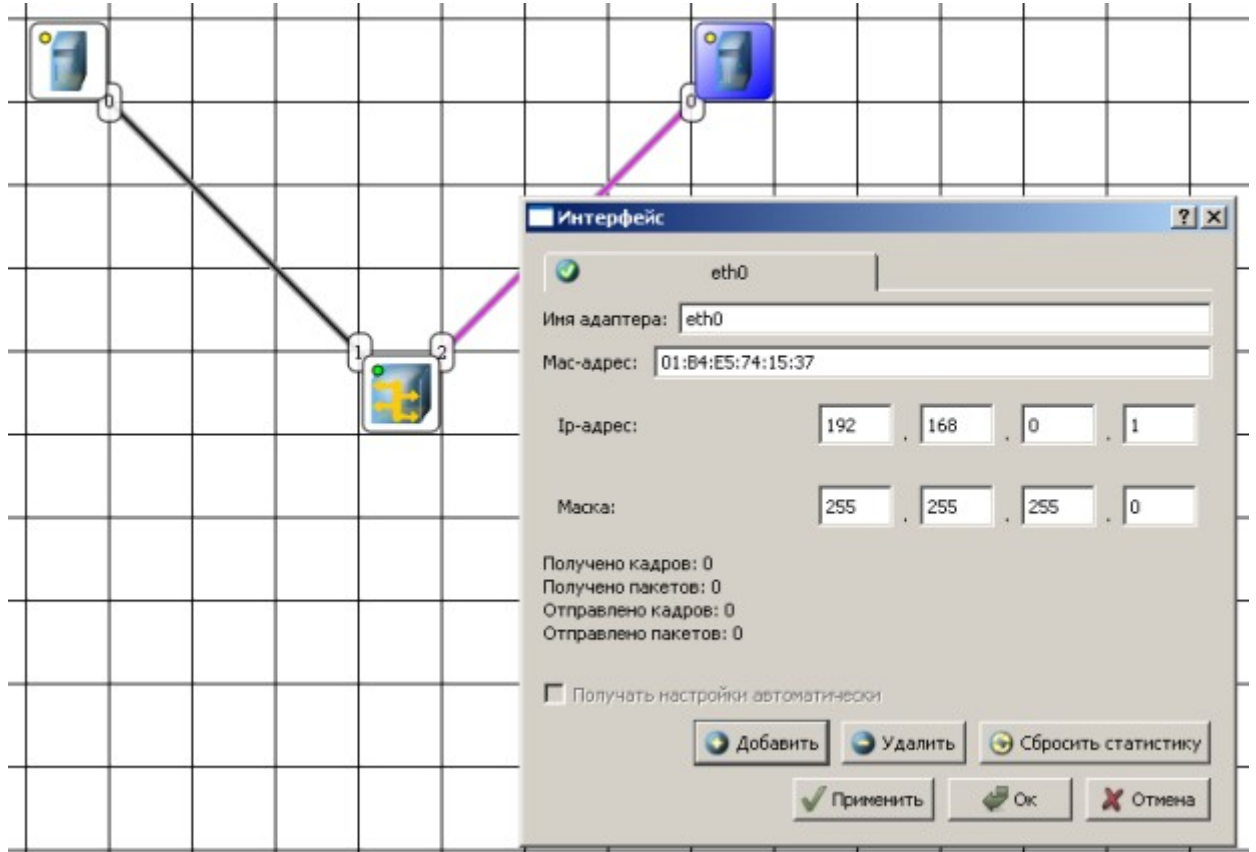 0
0
1
2
Интерфейс
eth0
Имя адаптера: eth0
Mac-адрес: 01:B4:E5:74:15:37
Ip-адрес: 192 . 168 . 0 . 1
Маска: 255 . 255 . 255 . 0
Получено кадров: 0
Получено пакетов: 0
Отправлено кадров: 0
Отправлено пакетов: 0
Получать настройки автоматически
Добавить Удалить Сбросить статистику
Применить Ок Отмена